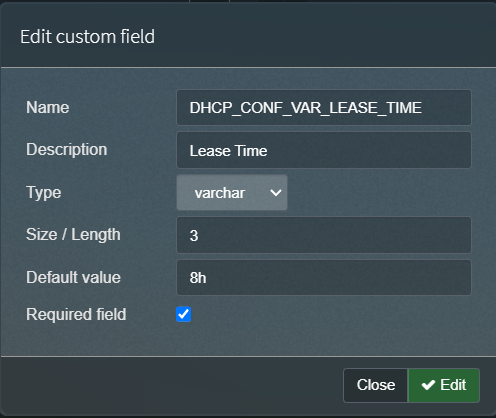 Edit custom field
Name DHCP_CONF_VAR_LEASE_TIME
Description Lease Time
Type varchar
Size / Length 3
Default value 8h
Required field
Close Edit